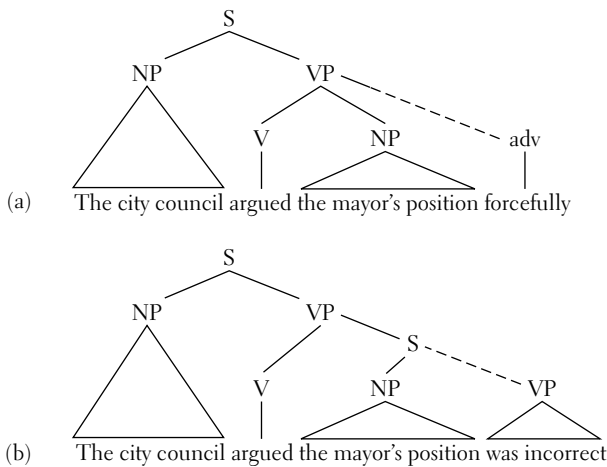 S
NP VP
V NP adv
(a) The city council argued the mayor's position forcefully
S
NP VP
S
V NP VP
(b) The city council argued the mayor's position was incorrect